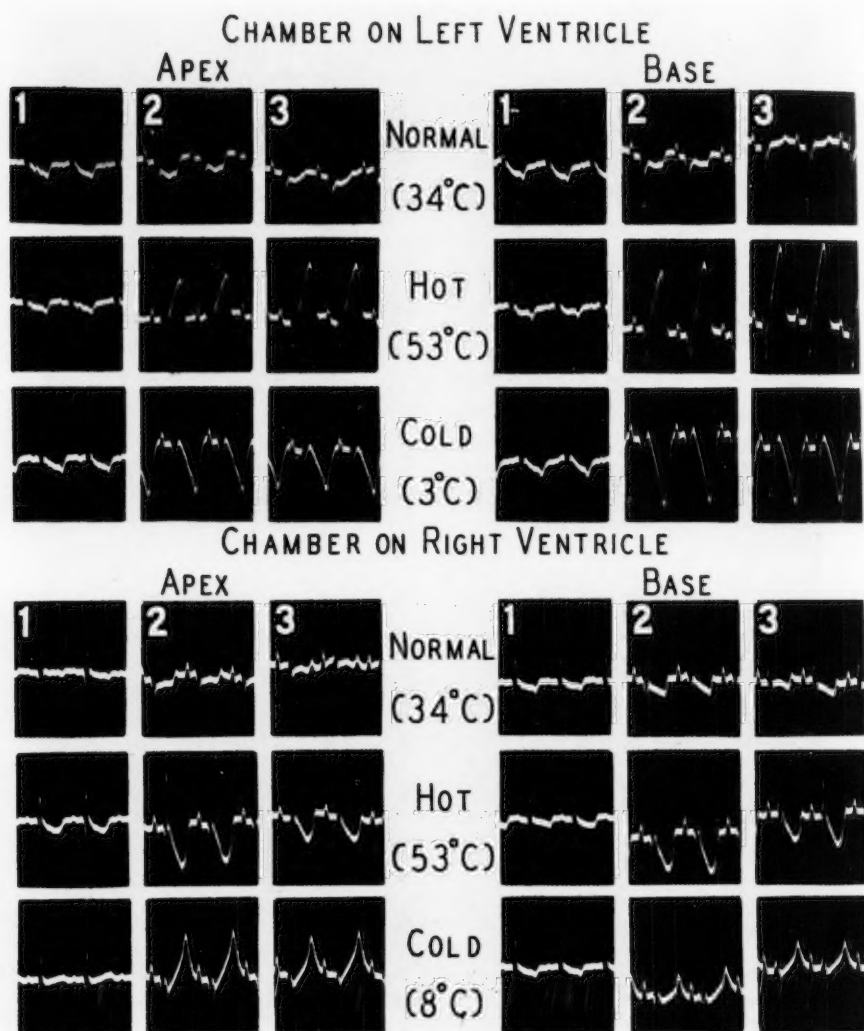 CHAMBER ON LEFT VENTRICLE
APEX BASE
1 2 3 NORMAL 1 2 3
(34°C)
HOT
(53°C)
COLD
(3°C)
CHAMBER ON RIGHT VENTRICLE
APEX BASE
1 2 3 NORMAL 1 2 3
(34°C)
HOT
(53°C)
COLD
(8°C)